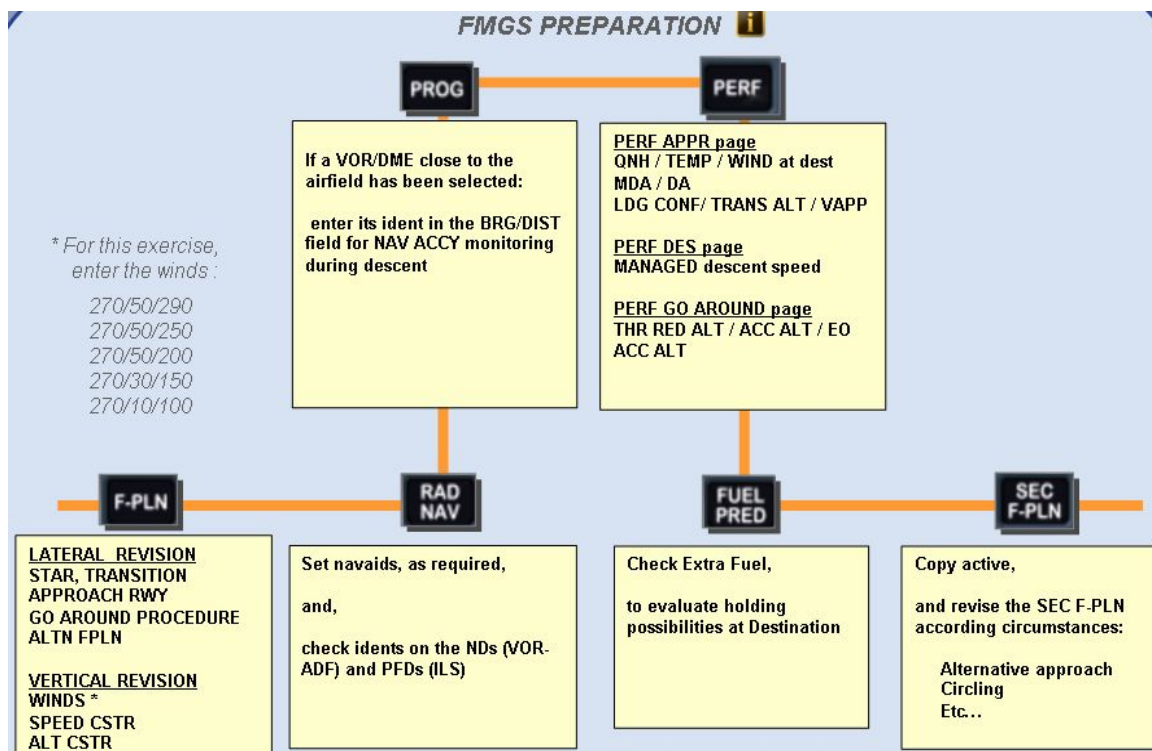 FMGS PREPARATION
i
PROG
PERF
If a VOR/DME close to the
airfield has been selected:
enter its ident in the BRG/DIST
field for NAV ACCY monitoring
during descent
PERF APPR page
QNH / TEMP / WIND at dest
MDA / DA
LDG CONF/ TRANS ALT / VAPP
PERF DES page
MANAGED descent speed
PERF GO AROUND page
THR RED ALT / ACC ALT / EO
ACC ALT
* For this exercise,
enter the winds :
270/50/290
270/50/250
270/50/200
270/30/150
270/10/100
F-PLN
RAD
NAV
FUEL
PRED
SEC
F-PLN
LATERAL REVISION
STAR, TRANSITION
APPROACH RWY
GO AROUND PROCEDURE
ALTN FPLN
VERTICAL REVISION
WINDS *
SPEED CSTR
ALT CSTR
Set navaids, as required,
and,
check idents on the NDs (VOR-
ADF) and PFDs (ILS)
Check Extra Fuel,
to evaluate holding
possibilities at Destination
Copy active,
and revise the SEC F-PLN
according circumstances:
Alternative approach
Circling
Etc...